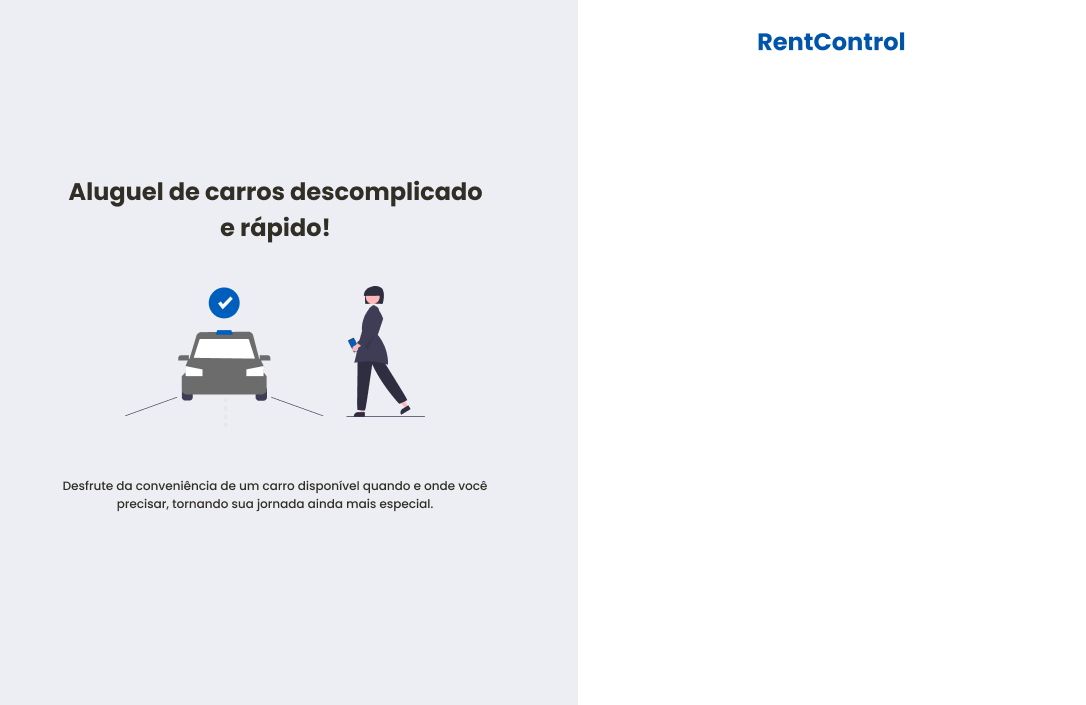 RentControl
Aluguel de carros descomplicado
e rápido!
Desfrute da conveniência de um carro disponível quando e onde você
precisar, tornando sua jornada ainda mais especial.